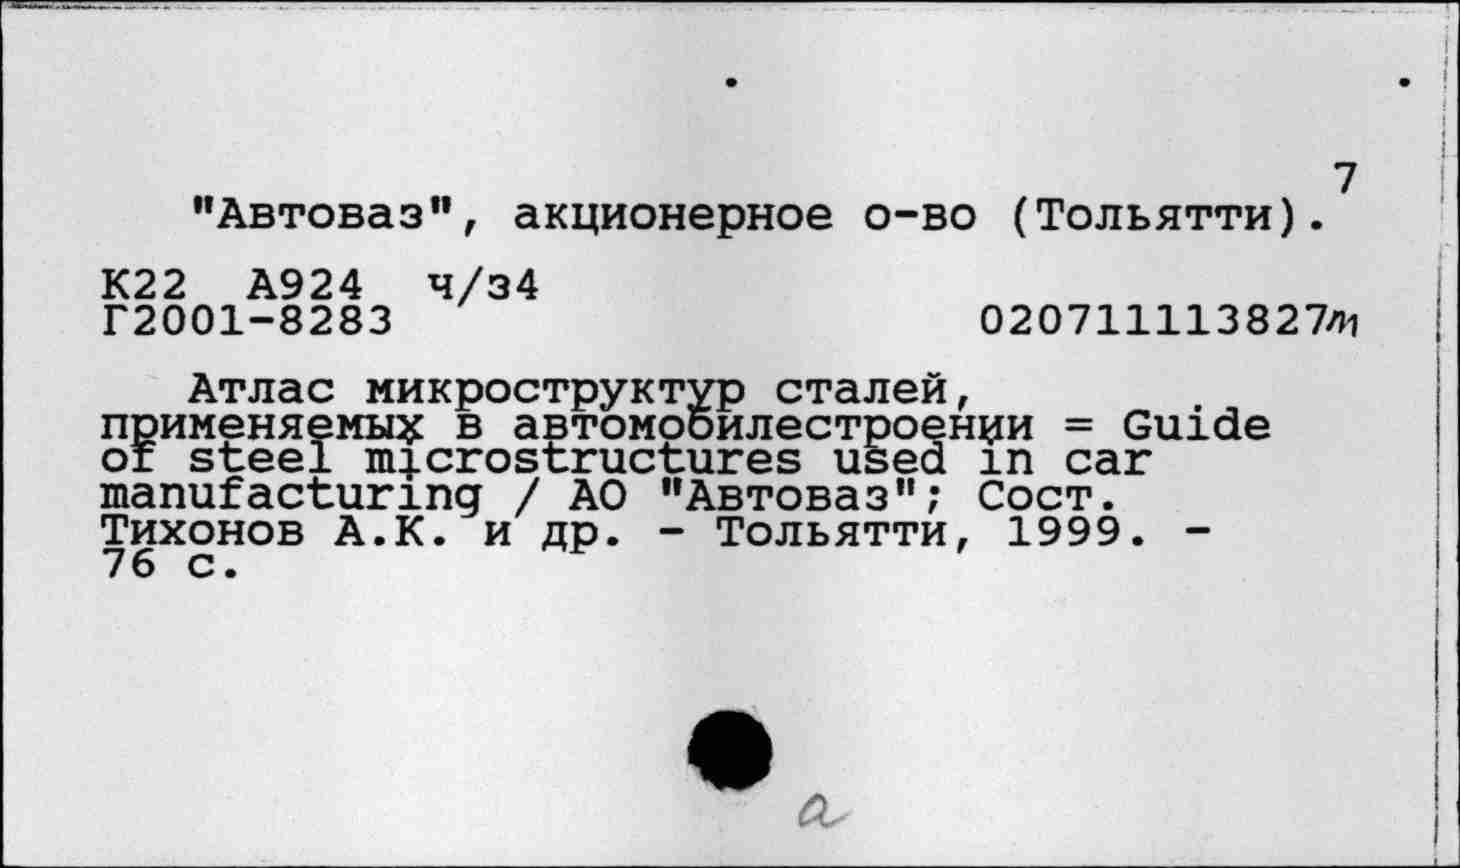 7
"Автоваз", акционерное о-во (Тольятти).
К22 А924 ч/з4
Г2001-8283 020711113827м
Атлас микроструктур сталей,
применяемых в автомобилестроении = Guide
of steel microstructures used in car
manufacturing / АО "Автоваз"; Сост.
Тихонов А.К. и др. - Тольятти, 1999. -
76 с.
а